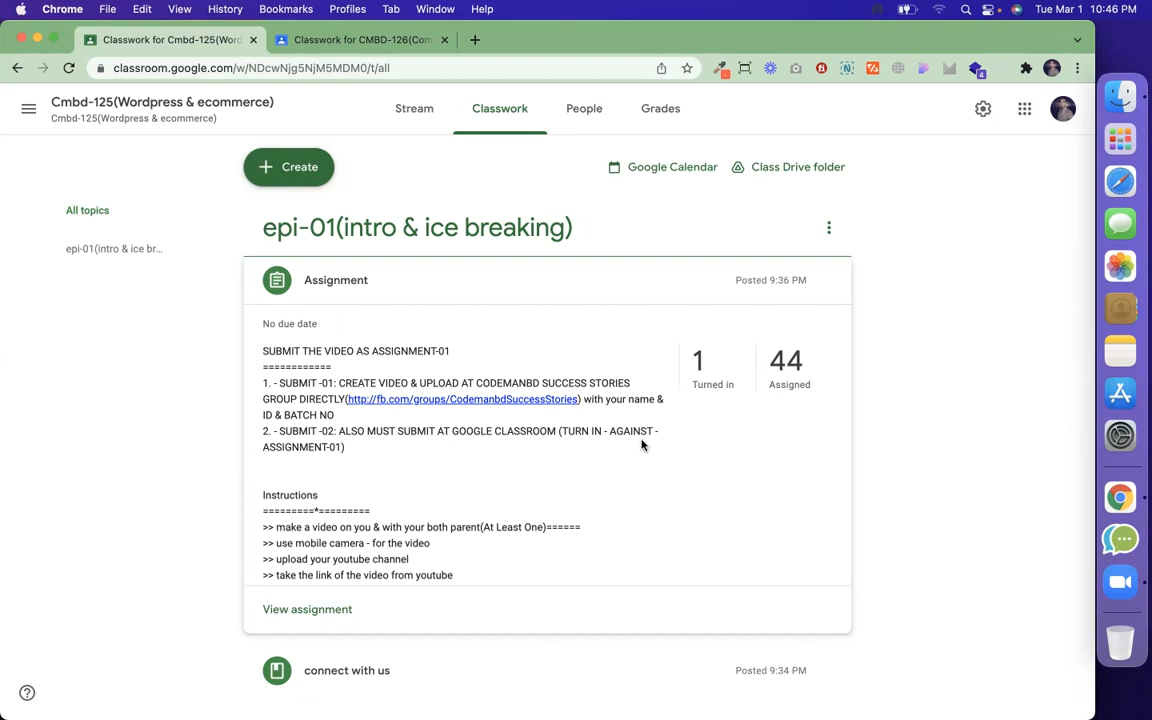 Chrome File Edit View History Bookmarks Profiles Tab Window Help Tue Mar 1 10:46 PM
Classwork for Cmbd-125(Word Classwork for CMBD-126(Com
classroom.google.com/w/NDcwNjg5NjM5MDM0/t/all
4
Cmbd-125(Wordpress & ecommerce)
Cmbd-125(Wordpress & ecommerce)
Stream Classwork People Grades
Create
Google Calendar Class Drive folder
All topics
epi-01(intro & ice br...
epi-01(intro & ice breaking)
Assignment Posted 9:36 PM
No due date
SUBMIT THE VIDEO AS ASSIGNMENT-01
============
1. - SUBMIT -01: CREATE VIDEO & UPLOAD AT CODEMANBD SUCCESS STORIES
GROUP DIRECTLY(http://fb.com/groups/CodemanbdSuccessStories) with your name &
ID & BATCH NO
2. - SUBMIT -02: ALSO MUST SUBMIT AT GOOGLE CLASSROOM (TURN IN - AGAINST -
ASSIGNMENT-01)
1 44
Turned in Assigned
Instructions
=========*=========
>> make a video on you & with your both parent(At Least One)======
>> use mobile camera - for the video
>> upload your youtube channel
>> take the link of the video from youtube
View assignment
connect with us Posted 9:34 PM